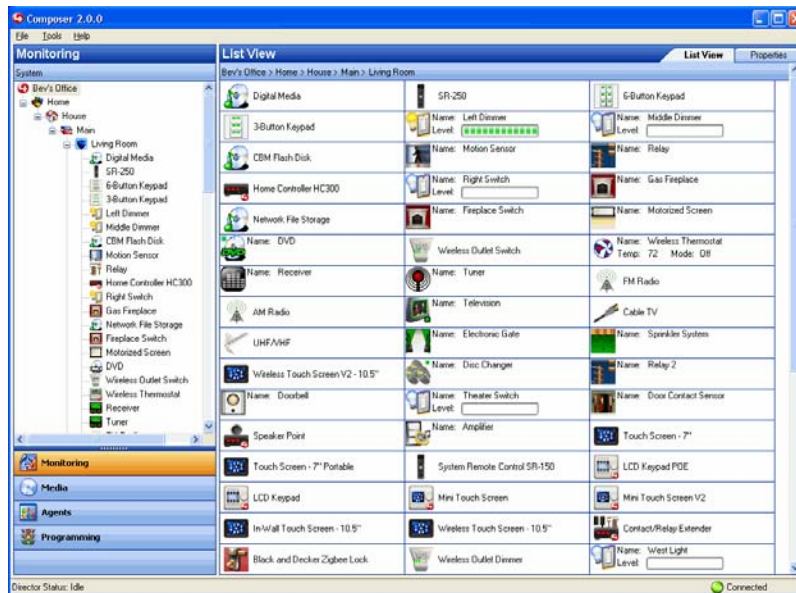 Composer 2.0.0
File Tools Help
Monitoring
System
Bev's Office
Home
House
Main
Living Room
Digital Media
SR-250
6-Button Keypad
3-Button Keypad
Left Dimmer
Middle Dimmer
CBM Flash Disk
Motion Sensor
Relay
Home Controller HC300
Right Switch
Gas Fireplace
Network File Storage
Fireplace Switch
Motorized Screen
DVD
Wireless Outlet Switch
Wireless Thermostat
Receiver
Tuner
Monitoring
Media
Agents
Programming
List View
List View Properties
Bev's Office > Home > House > Main > Living Room
Digital Media SR-250 6-Button Keypad
3-Button Keypad Name: Left Dimmer Name: Middle Dimmer
Level: Level:
CBM Flash Disk Name: Motion Sensor Name: Relay
Home Controller HC300 Name: Right Switch Name: Gas Fireplace
Level:
Network File Storage Name: Fireplace Switch Name: Motorized Screen
Name: DVD Wireless Outlet Switch Name: Wireless Thermostat
Temp: 72 Mode: Off
Name: Receiver Name: Tuner FM Radio
AM Radio Name: Television Cable TV
UHF/VHF Name: Electronic Gate Name: Sprinkler System
Wireless Touch Screen V2 - 10.5" Name: Disc Changer Name: Relay 2
Name: Doorbell Name: Theater Switch Name: Door Contact Sensor
Level:
Speaker Point Name: Amplifier Touch Screen - 7"
Touch Screen - 7" Portable System Remote Control SR-150 LCD Keypad POE
LCD Keypad Mini Touch Screen Mini Touch Screen V2
In-Wall Touch Screen - 10.5" Wireless Touch Screen - 10.5" Contact/Relay Extender
Black and Decker Zigbee Lock Wireless Outlet Dimmer Name: West Light
Level:
Director Status: Idle Connected